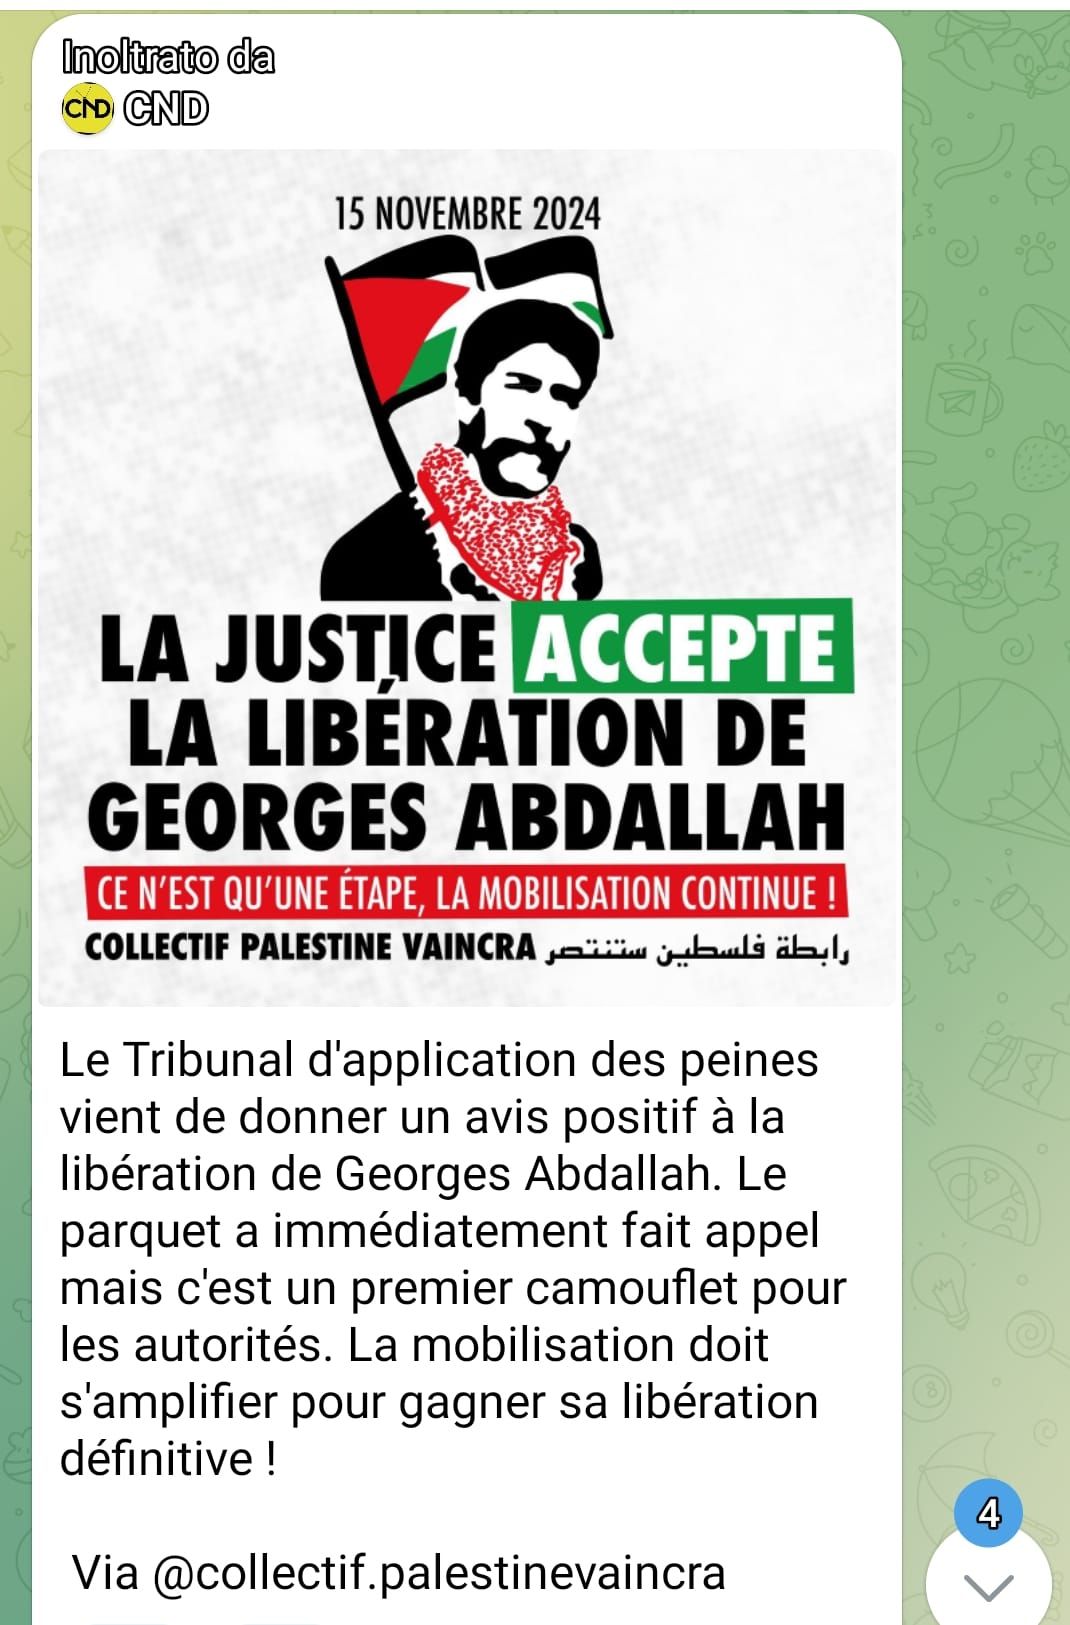 Inoltrato da
CND CND
15 NOVEMBRE 2024
LA JUSTICE ACCEPTE
LA LIBÉRATION DE
GEORGES ABDALLAH
CE N'EST QU'UNE ÉTAPE, LA MOBILISATION CONTINUE !
COLLECTIF PALESTINE VAINCRA رابطة فلسطين ستنتصر
Le Tribunal d'application des peines
vient de donner un avis positif à la
libération de Georges Abdallah. Le
parquet a immédiatement fait appel
mais c'est un premier camouflet pour
les autorités. La mobilisation doit
s'amplifier pour gagner sa libération
définitive !
Via @collectif.palestinevaincra
4